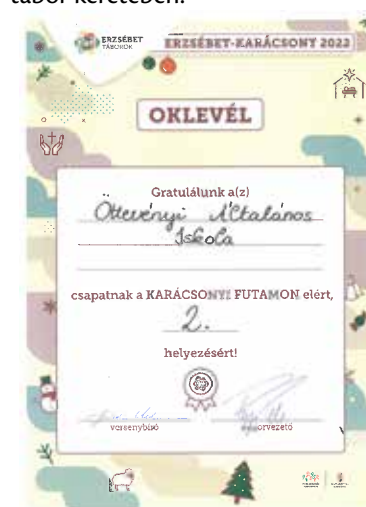 tábor keretében.
ERZSÉBET
TÁBOROK
ERZSÉBET-KARÁCSONY 2022
OKLEVÉL
Gratulálunk a(z)
Öttevényi Általános
Iskola
csapatnak a KARÁCSONYI FUTAMON elért,
2.
helyezésért!
versenybíró
táborvezető